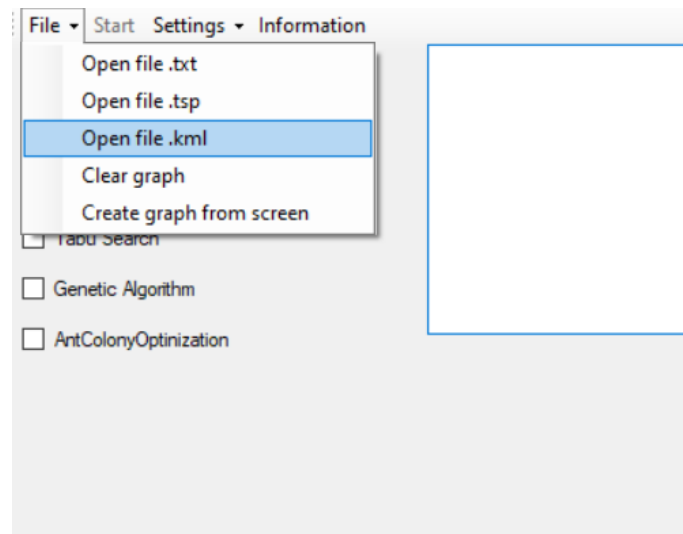 File Start Settings Information
Open file .txt
Open file .tsp
Open file .kml
Clear graph
Create graph from screen
Tabu Search
Genetic Algorithm
AntColonyOptinization